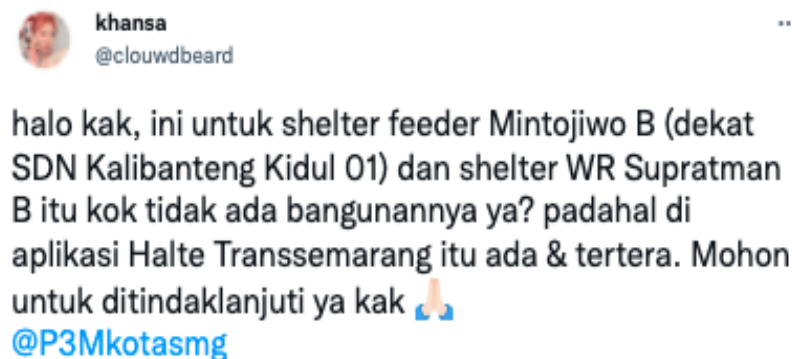 khansa
@clouwdbeard
halo kak, ini untuk shelter feeder Mintojiwo B (dekat
SDN Kalibanteng Kidul 01) dan shelter WR Supratman
B itu kok tidak ada bangunannya ya? padahal di
aplikasi Halte Transsemarang itu ada & tertera. Mohon
untuk ditindaklanjuti ya kak 🙏🏻
@P3Mkotasmg